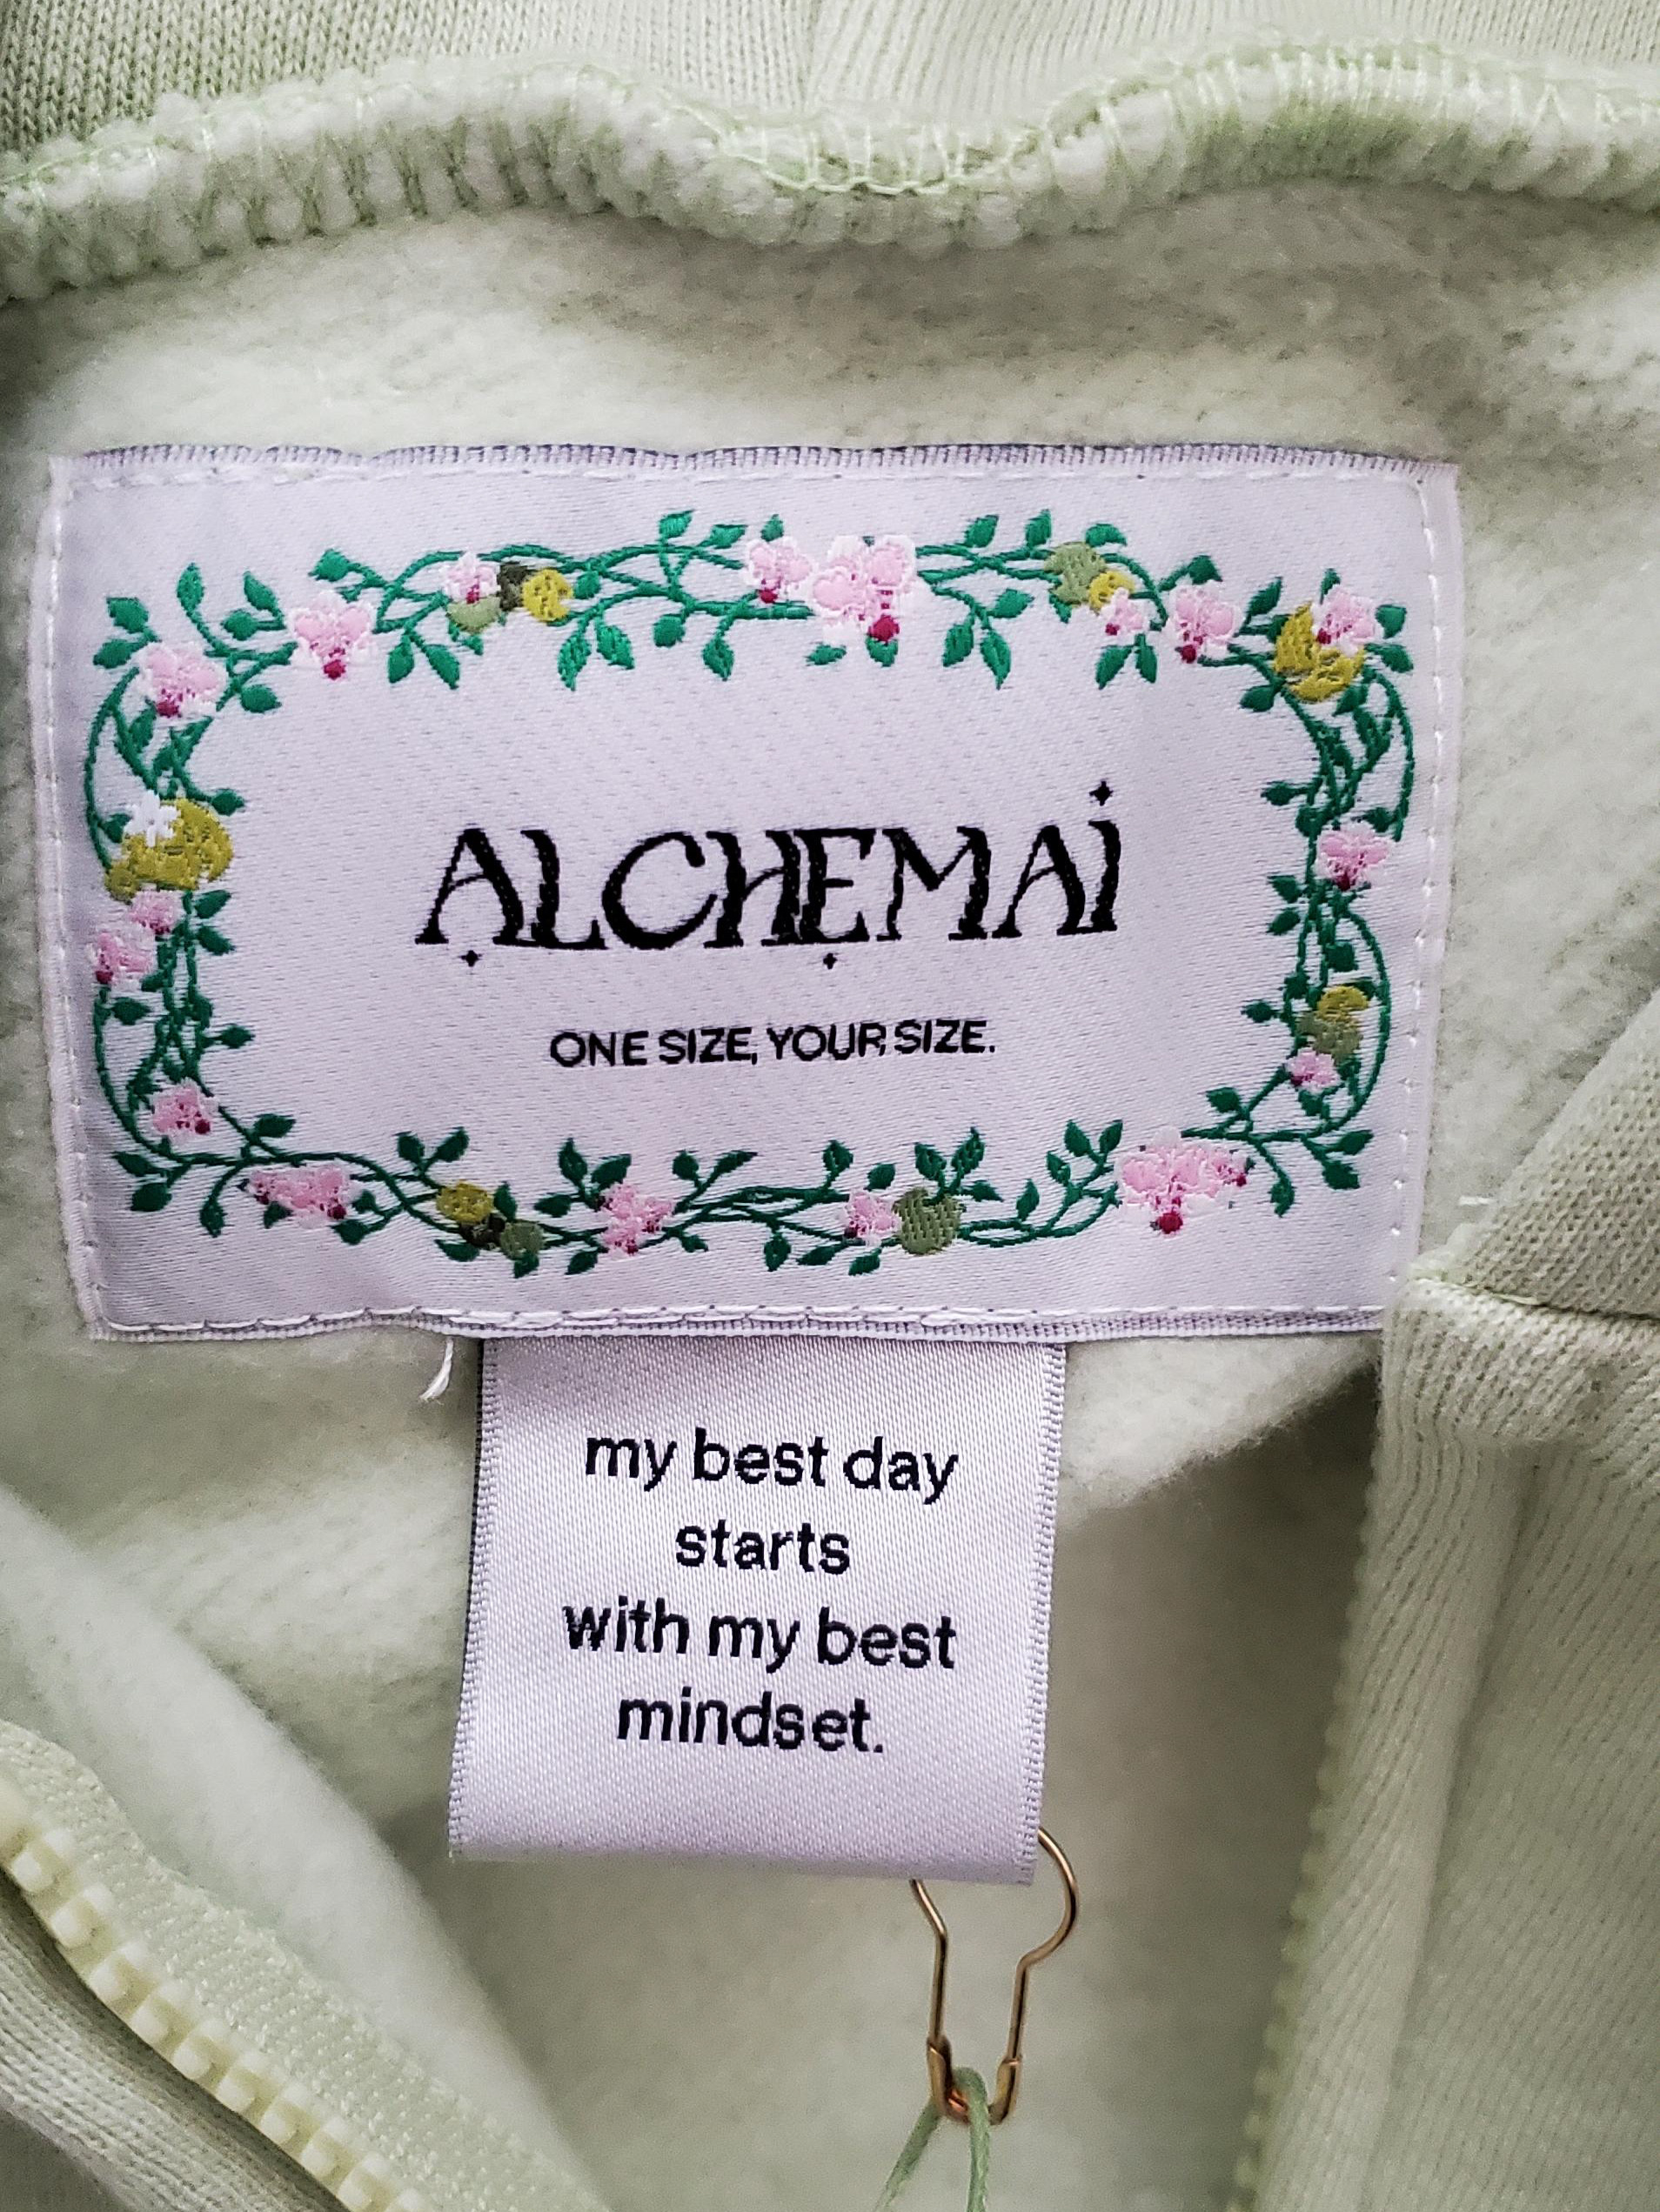 ALCHEMAI
ONE SIZE, YOUR SIZE.
my best day
starts
with my best
mindset.